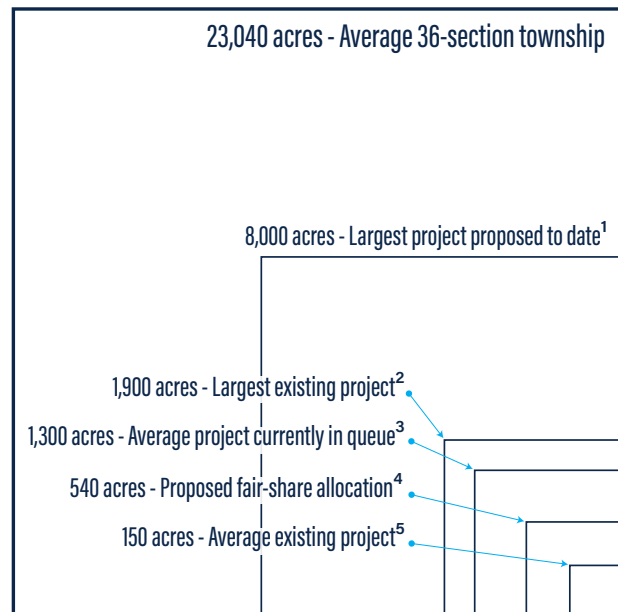 23,040 acres - Average 36-section township
8,000 acres - Largest project proposed to date¹
1,900 acres - Largest existing project²
1,300 acres - Average project currently in queue³
540 acres - Proposed fair-share allocation⁴
150 acres - Average existing project⁵